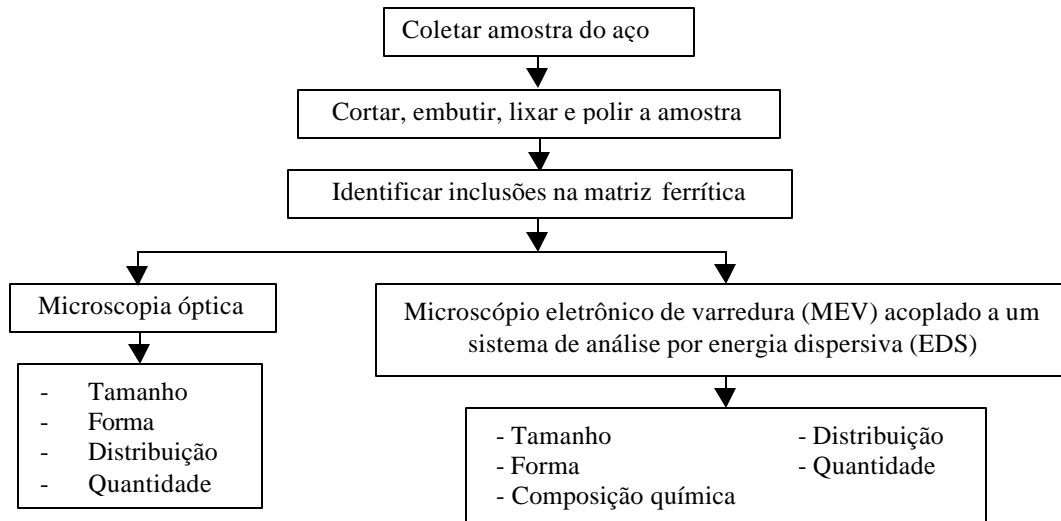 Coletar amostra do aço
Cortar, embutir, lixar e polir a amostra
Identificar inclusões na matriz ferrítica
Microscopia óptica
- Tamanho
- Forma
- Distribuição
- Quantidade
Microscópio eletrônico de varredura (MEV) acoplado a um
sistema de análise por energia dispersiva (EDS)
- Tamanho
- Forma
- Composição química
- Distribuição
- Quantidade